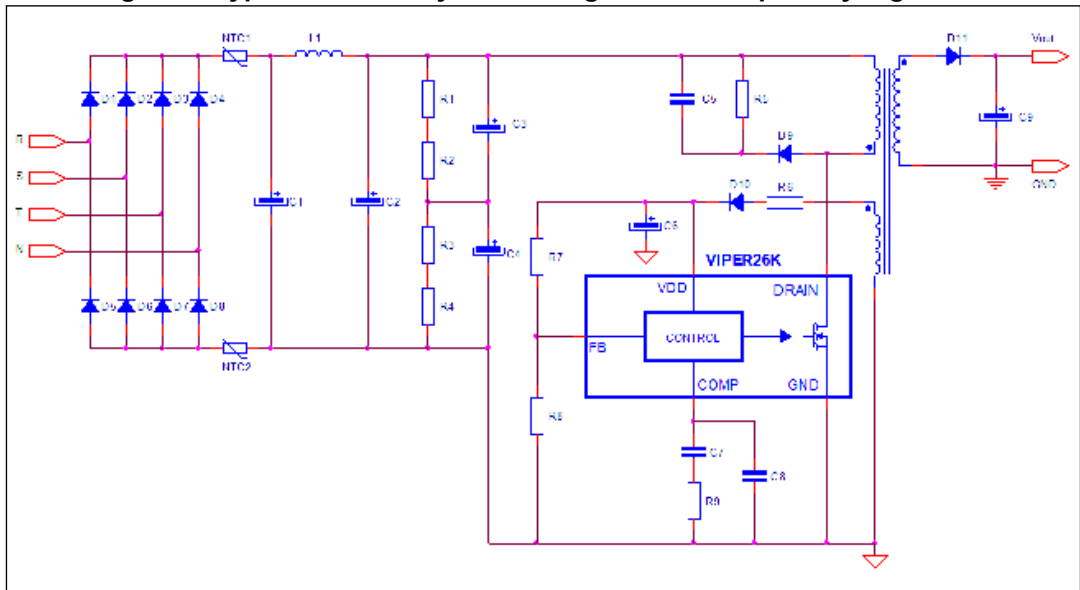 NTC1
L1
D11
Vout
D1
D2
D3
D4
R1
C3
C5
R5
C9
R
R2
D9
S
GND
T
C1
C2
D10
R6
N
R3
C4
R7
C6
VIPER26K
VDD
DRAIN
D5
D6
D7
D8
R4
CONTROL
FB
NTC2
COMP
GND
C7
C8
R9